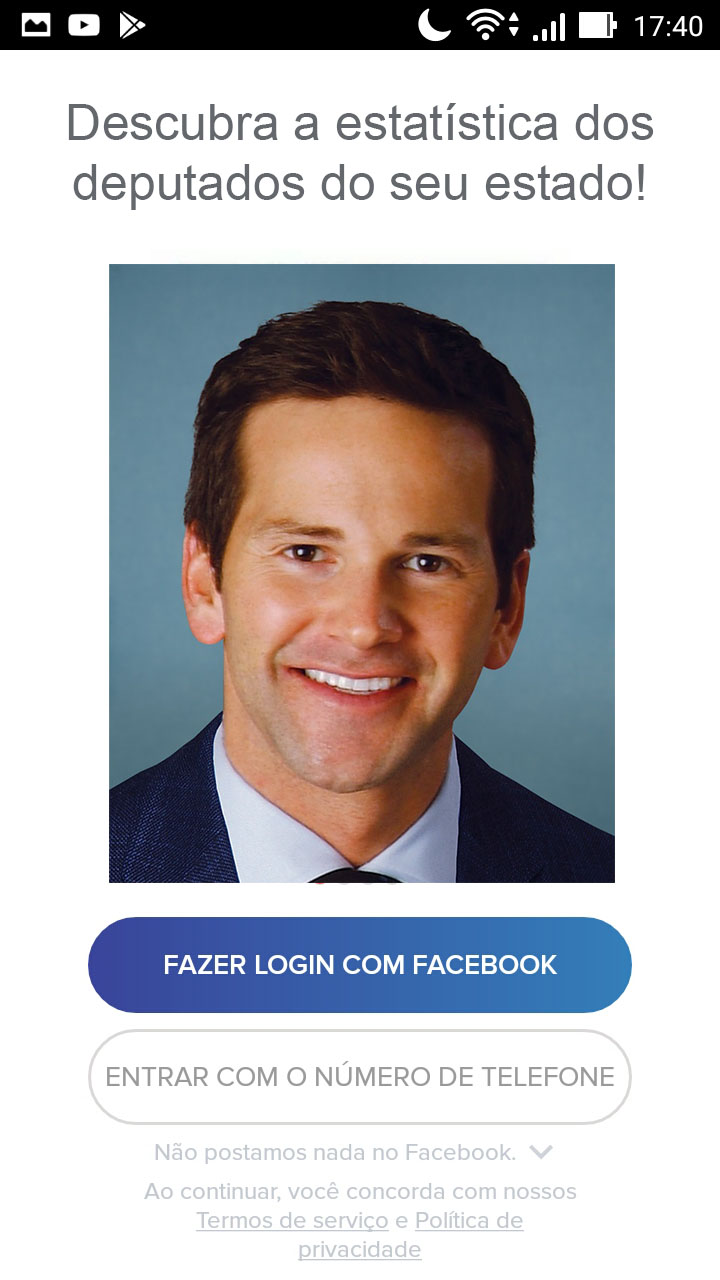 17:40
Descubra a estatística dos
deputados do seu estado!
FAZER LOGIN COM FACEBOOK
ENTRAR COM O NÚMERO DE TELEFONE
Não postamos nada no Facebook.
Ao continuar, você concorda com nossos
Termos de serviço e Política de
privacidade